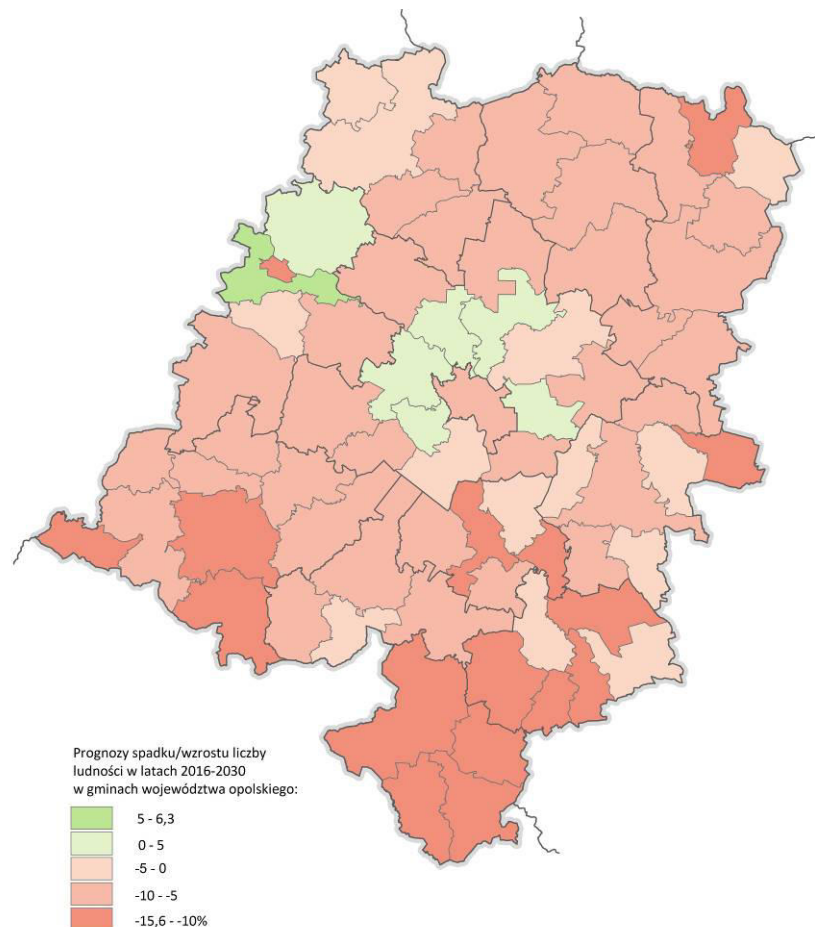 Prognozy spadku/wzrostu liczby
ludności w latach 2016-2030
w gminach województwa opolskiego:
5 - 6,3
0 - 5
-5 - 0
-10 - -5
-15,6 - -10%